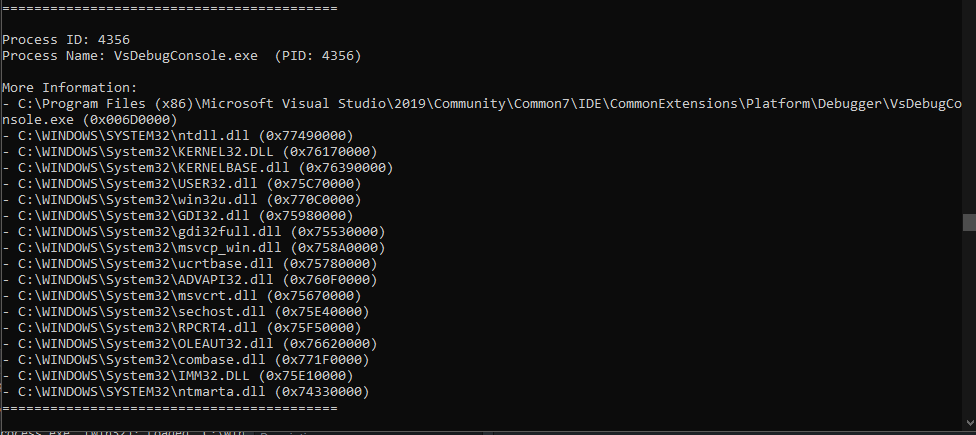 ==========================================
Process ID: 4356
Process Name: VsDebugConsole.exe  (PID: 4356)
More Information:
- C:\Program Files (x86)\Microsoft Visual Studio\2019\Community\Common7\IDE\CommonExtensions\Platform\Debugger\VsDebugCo
nsole.exe (0x006D0000)
- C:\WINDOWS\SYSTEM32\ntdll.dll (0x77490000)
- C:\WINDOWS\System32\KERNEL32.DLL (0x76170000)
- C:\WINDOWS\System32\KERNELBASE.dll (0x76390000)
- C:\WINDOWS\System32\USER32.dll (0x75C70000)
- C:\WINDOWS\System32\win32u.dll (0x770C0000)
- C:\WINDOWS\System32\GDI32.dll (0x75980000)
- C:\WINDOWS\System32\gdi32full.dll (0x75530000)
- C:\WINDOWS\System32\msvcp_win.dll (0x758A0000)
- C:\WINDOWS\System32\ucrtbase.dll (0x75780000)
- C:\WINDOWS\System32\ADVAPI32.dll (0x760F0000)
- C:\WINDOWS\System32\msvcrt.dll (0x75670000)
- C:\WINDOWS\System32\sechost.dll (0x75E40000)
- C:\WINDOWS\System32\RPCRT4.dll (0x75F50000)
- C:\WINDOWS\System32\OLEAUT32.dll (0x76620000)
- C:\WINDOWS\System32\combase.dll (0x771F0000)
- C:\WINDOWS\System32\IMM32.DLL (0x75E10000)
- C:\WINDOWS\SYSTEM32\ntmarta.dll (0x74330000)
==========================================